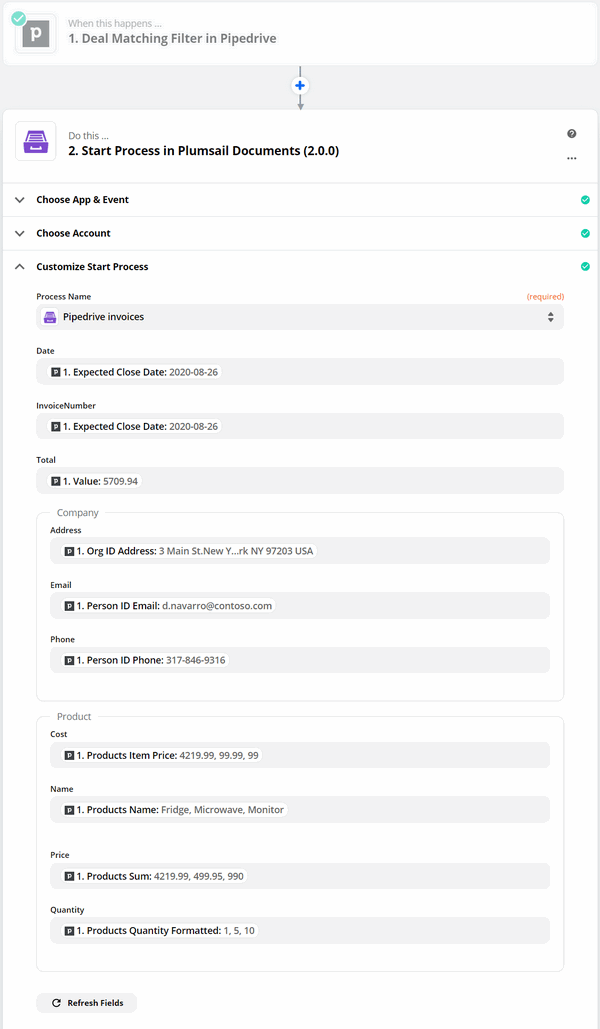 When this happens ...
p
1. Deal Matching Filter in Pipedrive
Do this ...
2. Start Process in Plumsail Documents (2.0.0)
Choose App & Event
Choose Account
Customize Start Process
Process Name (required)
Pipedrive invoices
Date
p 1. Expected Close Date: 2020-08-26
InvoiceNumber
p 1. Expected Close Date: 2020-08-26
Total
p 1. Value: 5709.94
Company
Address
p 1. Org ID Address: 3 Main St.New Y...rk NY 97203 USA
Email
p 1. Person ID Email: d.navarro@contoso.com
Phone
p 1. Person ID Phone: 317-846-9316
Product
Cost
p 1. Products Item Price: 4219.99, 99.99, 99
Name
p 1. Products Name: Fridge, Microwave, Monitor
Price
p 1. Products Sum: 4219.99, 499.95, 990
Quantity
p 1. Products Quantity Formatted: 1, 5, 10
Refresh Fields